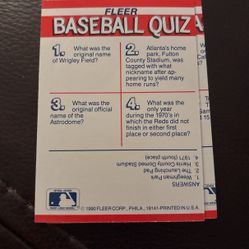 FLEER
BASEBALL QUIZ
1. What was the
original name
of Wrigley Field?
2. Atlanta's home
park, Fulton
County Stadium, was
tagged with what
nickname after ap-
pearing to yield
many home
runs?
3. What was the
original official
name of the
Astrodome?
4. What was
the only year
during the 1970's in
which the Reds did not
finish in either first
place or second?
ANSWERS
1. Weeghman Park
2. The Launching Pad
3. Harris County Domed Stadium
4. 1971 (fourth place)
© 1990 FLEER CORP., PHILA., 19141-PRINTED IN U.S.A.